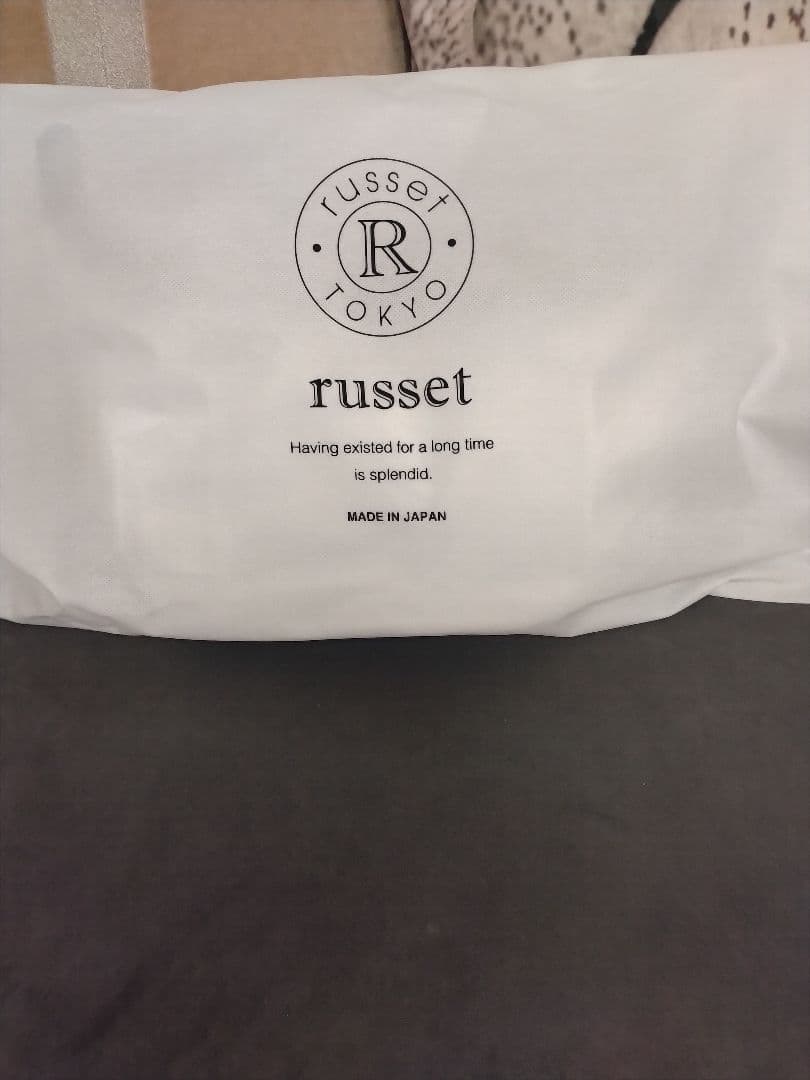 russet
R
TOKYO
russet
Having existed for a long time
is splendid.
MADE IN JAPAN